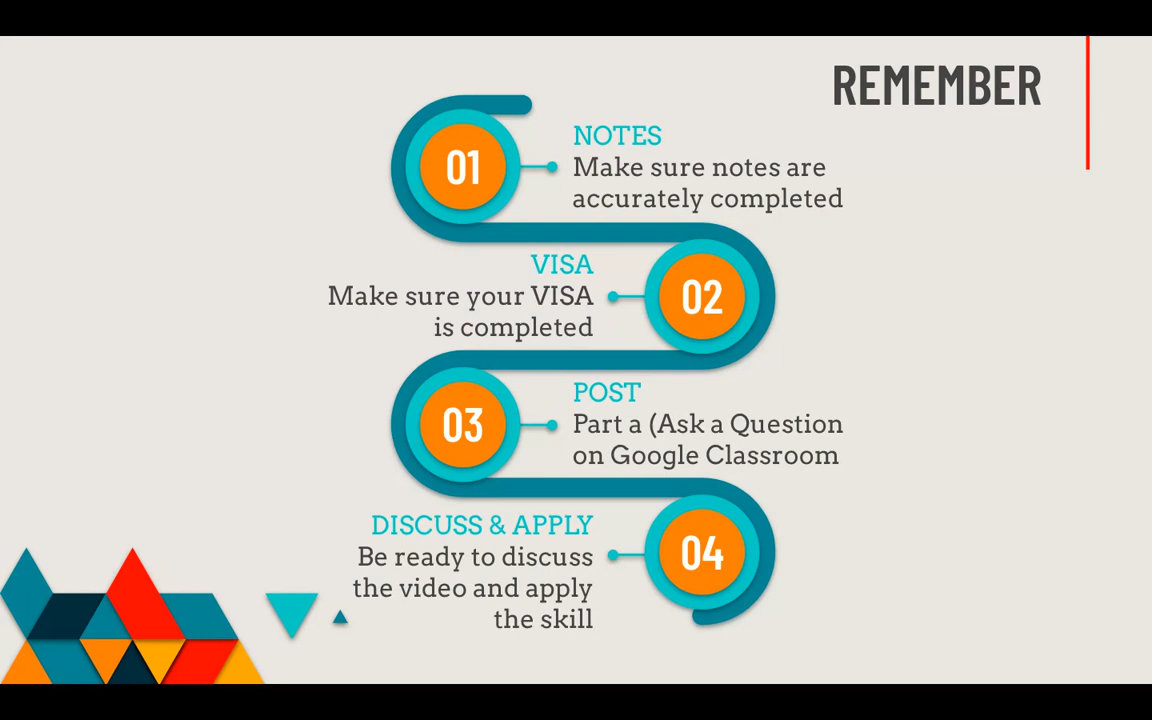 REMEMBER
01
NOTES
Make sure notes are
accurately completed
VISA
Make sure your VISA
is completed
02
03
POST
Part a (Ask a Question
on Google Classroom
DISCUSS & APPLY
Be ready to discuss
the video and apply
the skill
04